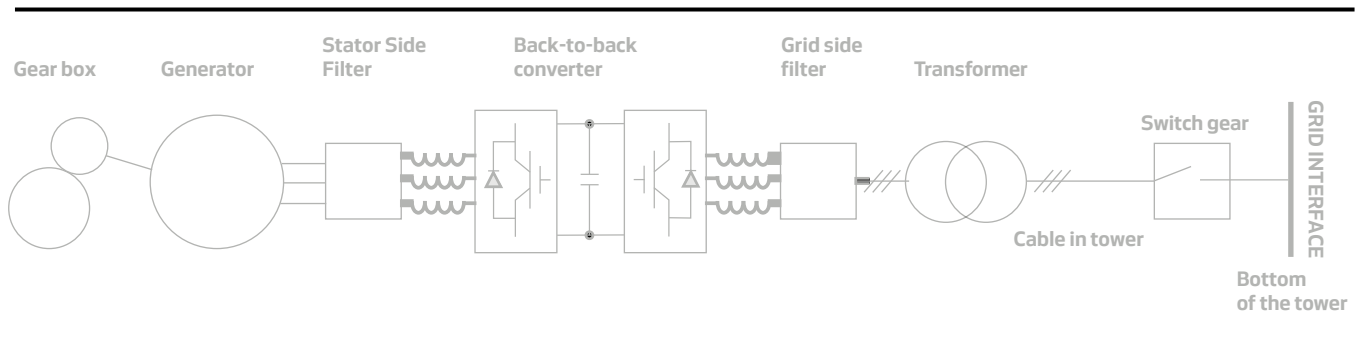 Gear box
Generator
Stator Side
Filter
Back-to-back
converter
Grid side
filter
Transformer
Switch gear
GRID INTERFACE
Cable in tower
Bottom
of the tower